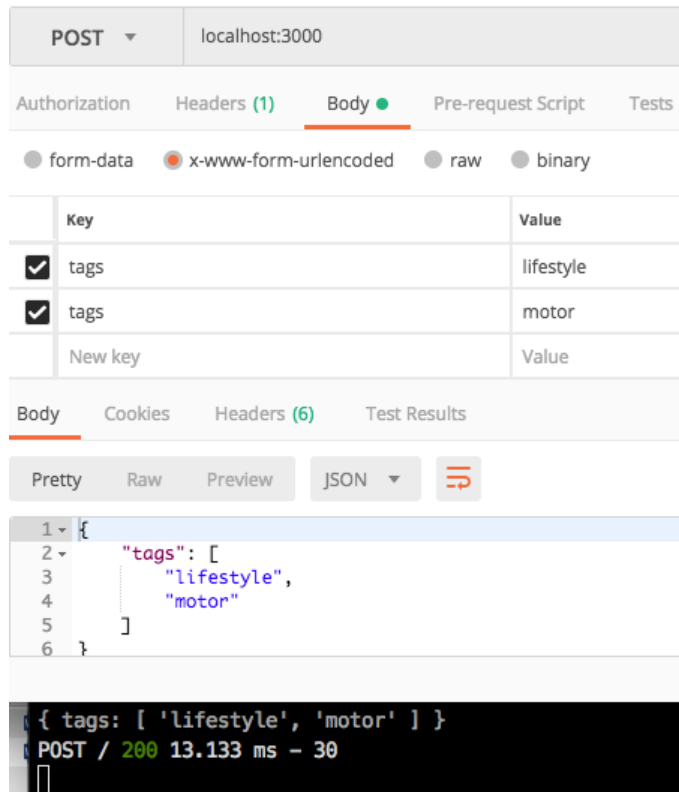 POST localhost:3000
Authorization Headers (1) Body Pre-request Script Tests
form-data x-www-form-urlencoded raw binary
Key Value
tags lifestyle
tags motor
New key Value
Body Cookies Headers (6) Test Results
Pretty Raw Preview JSON
1 {
2 "tags": [
3 "lifestyle",
4 "motor"
5 ]
6 }
{ tags: [ 'lifestyle', 'motor' ] }
POST / 200 13.133 ms – 30